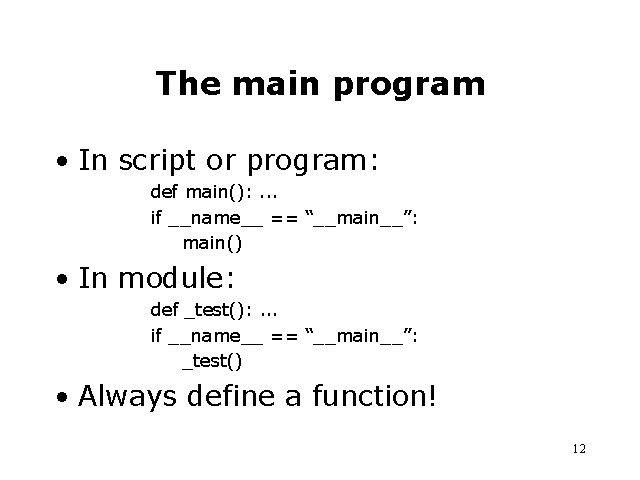 The main program
• In script or program:
def main(): ...
if __name__ == “__main__”:
main()
• In module:
def _test(): ...
if __name__ == “__main__”:
_test()
• Always define a function!
12